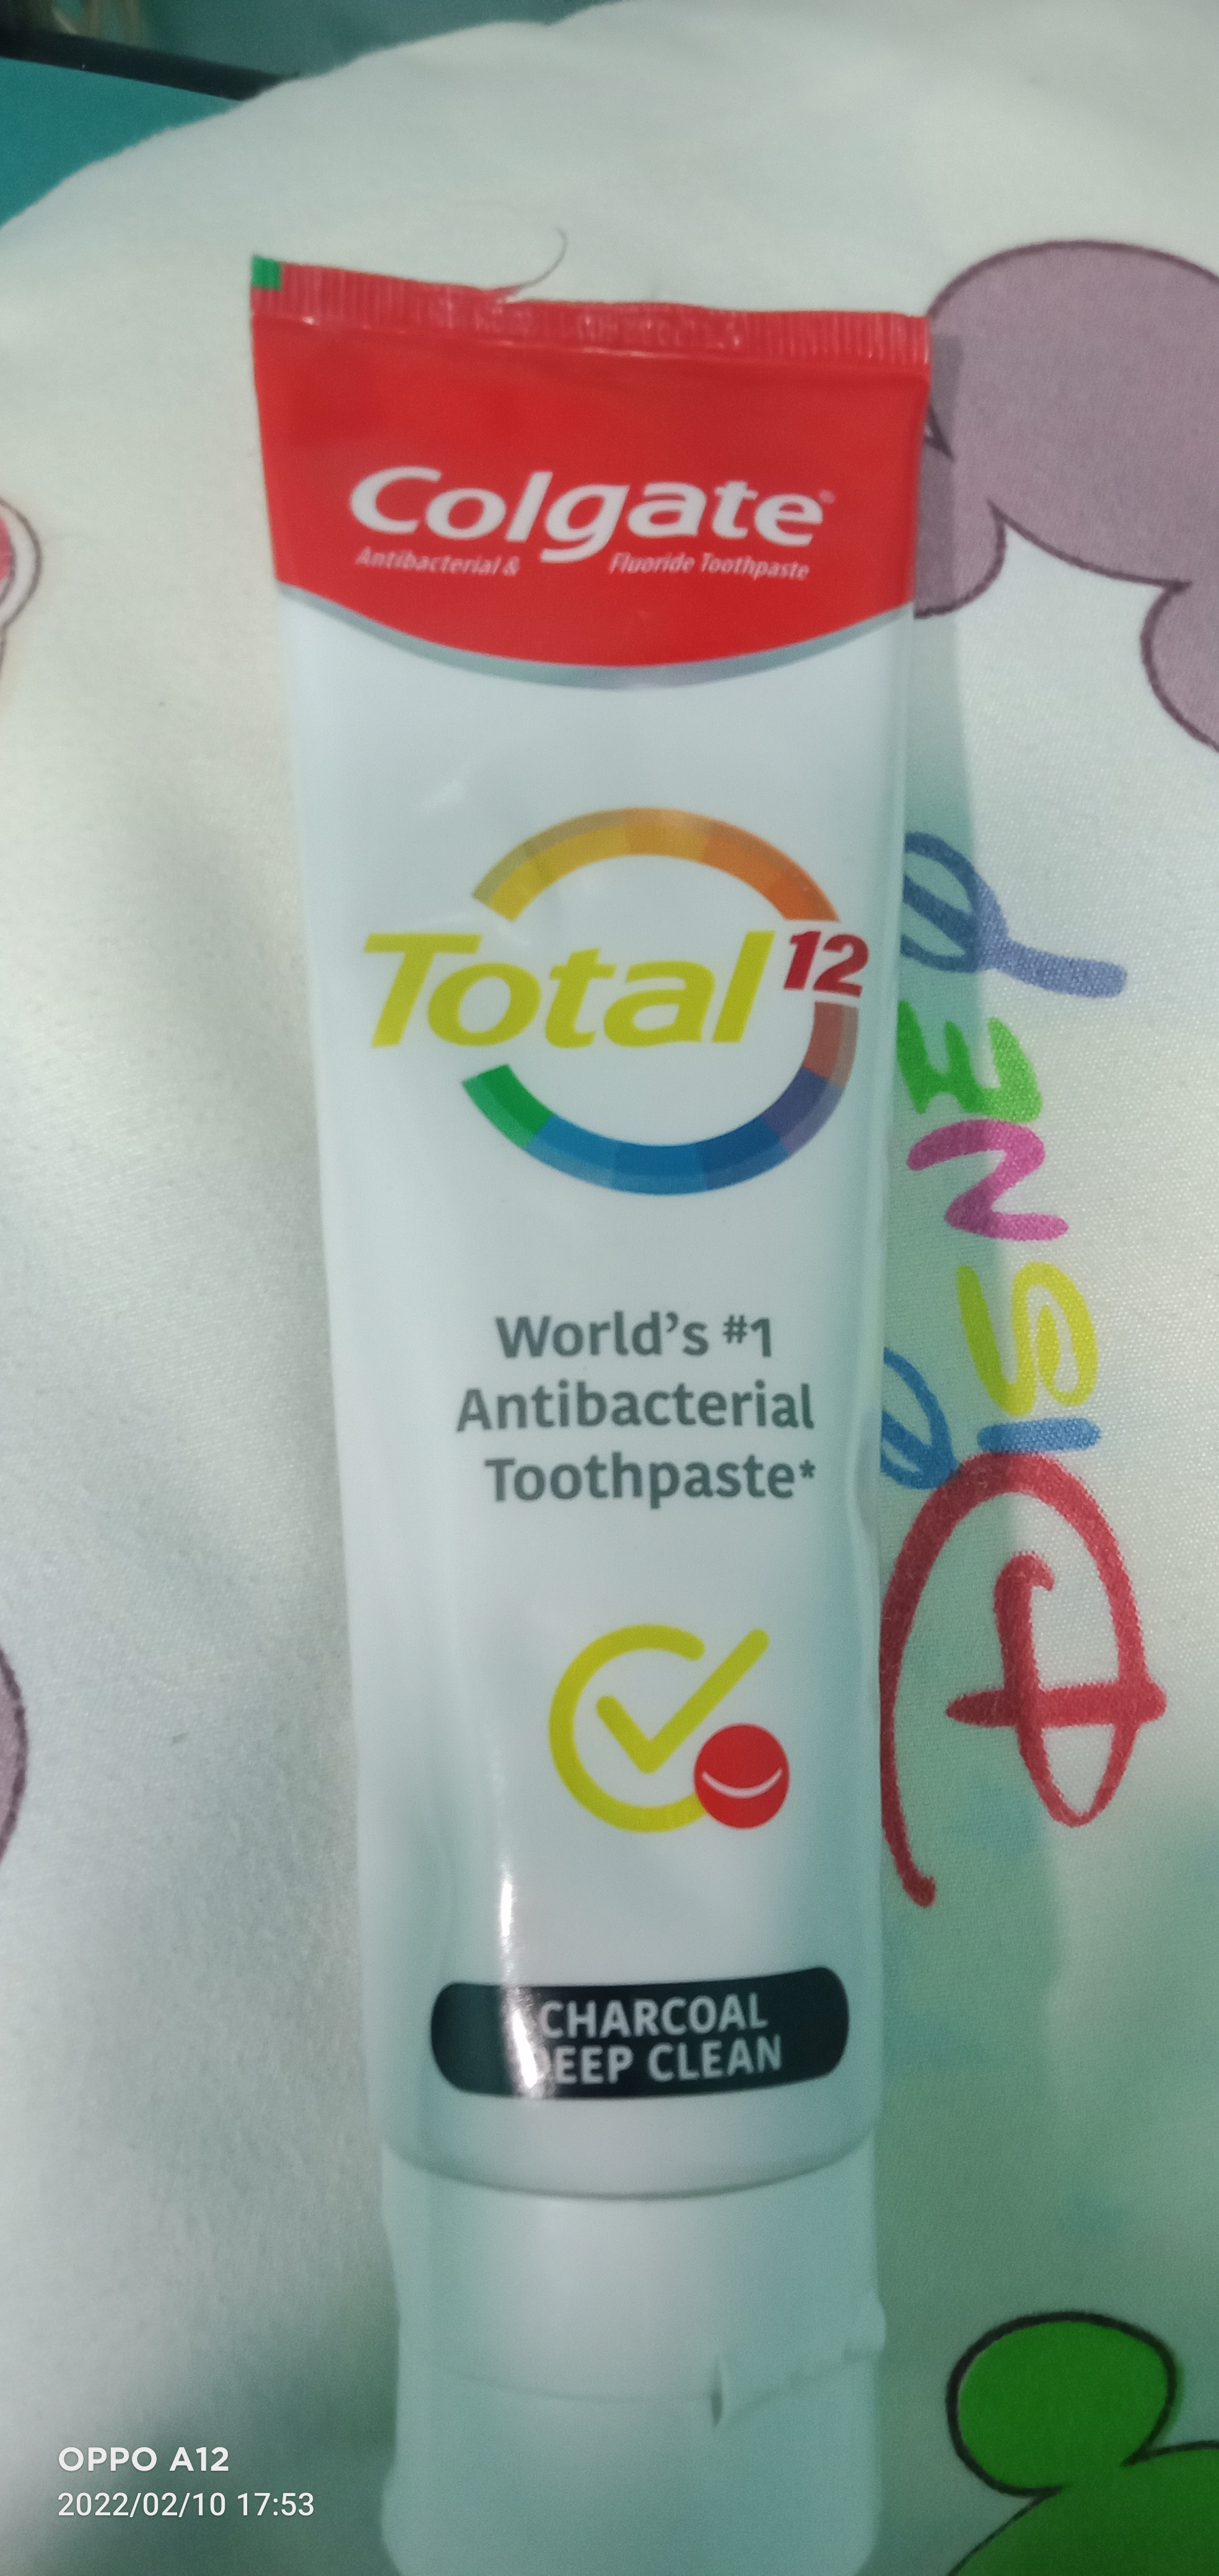 Colgate
Antibacterial & Fluoride Toothpaste
Total 12
World's #1
Antibacterial
Toothpaste*
CHARCOAL
DEEP CLEAN
DISNEY
OPPO A12
2022/02/10 17:53